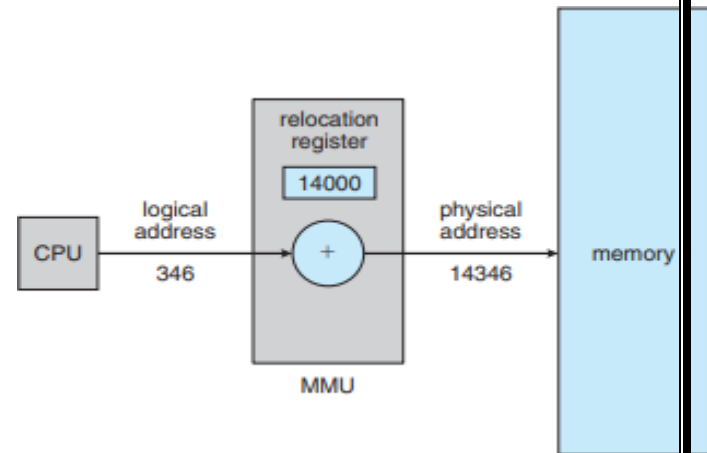 relocation
register
14000
logical
address
physical
address
CPU
+
memory
346
14346
MMU